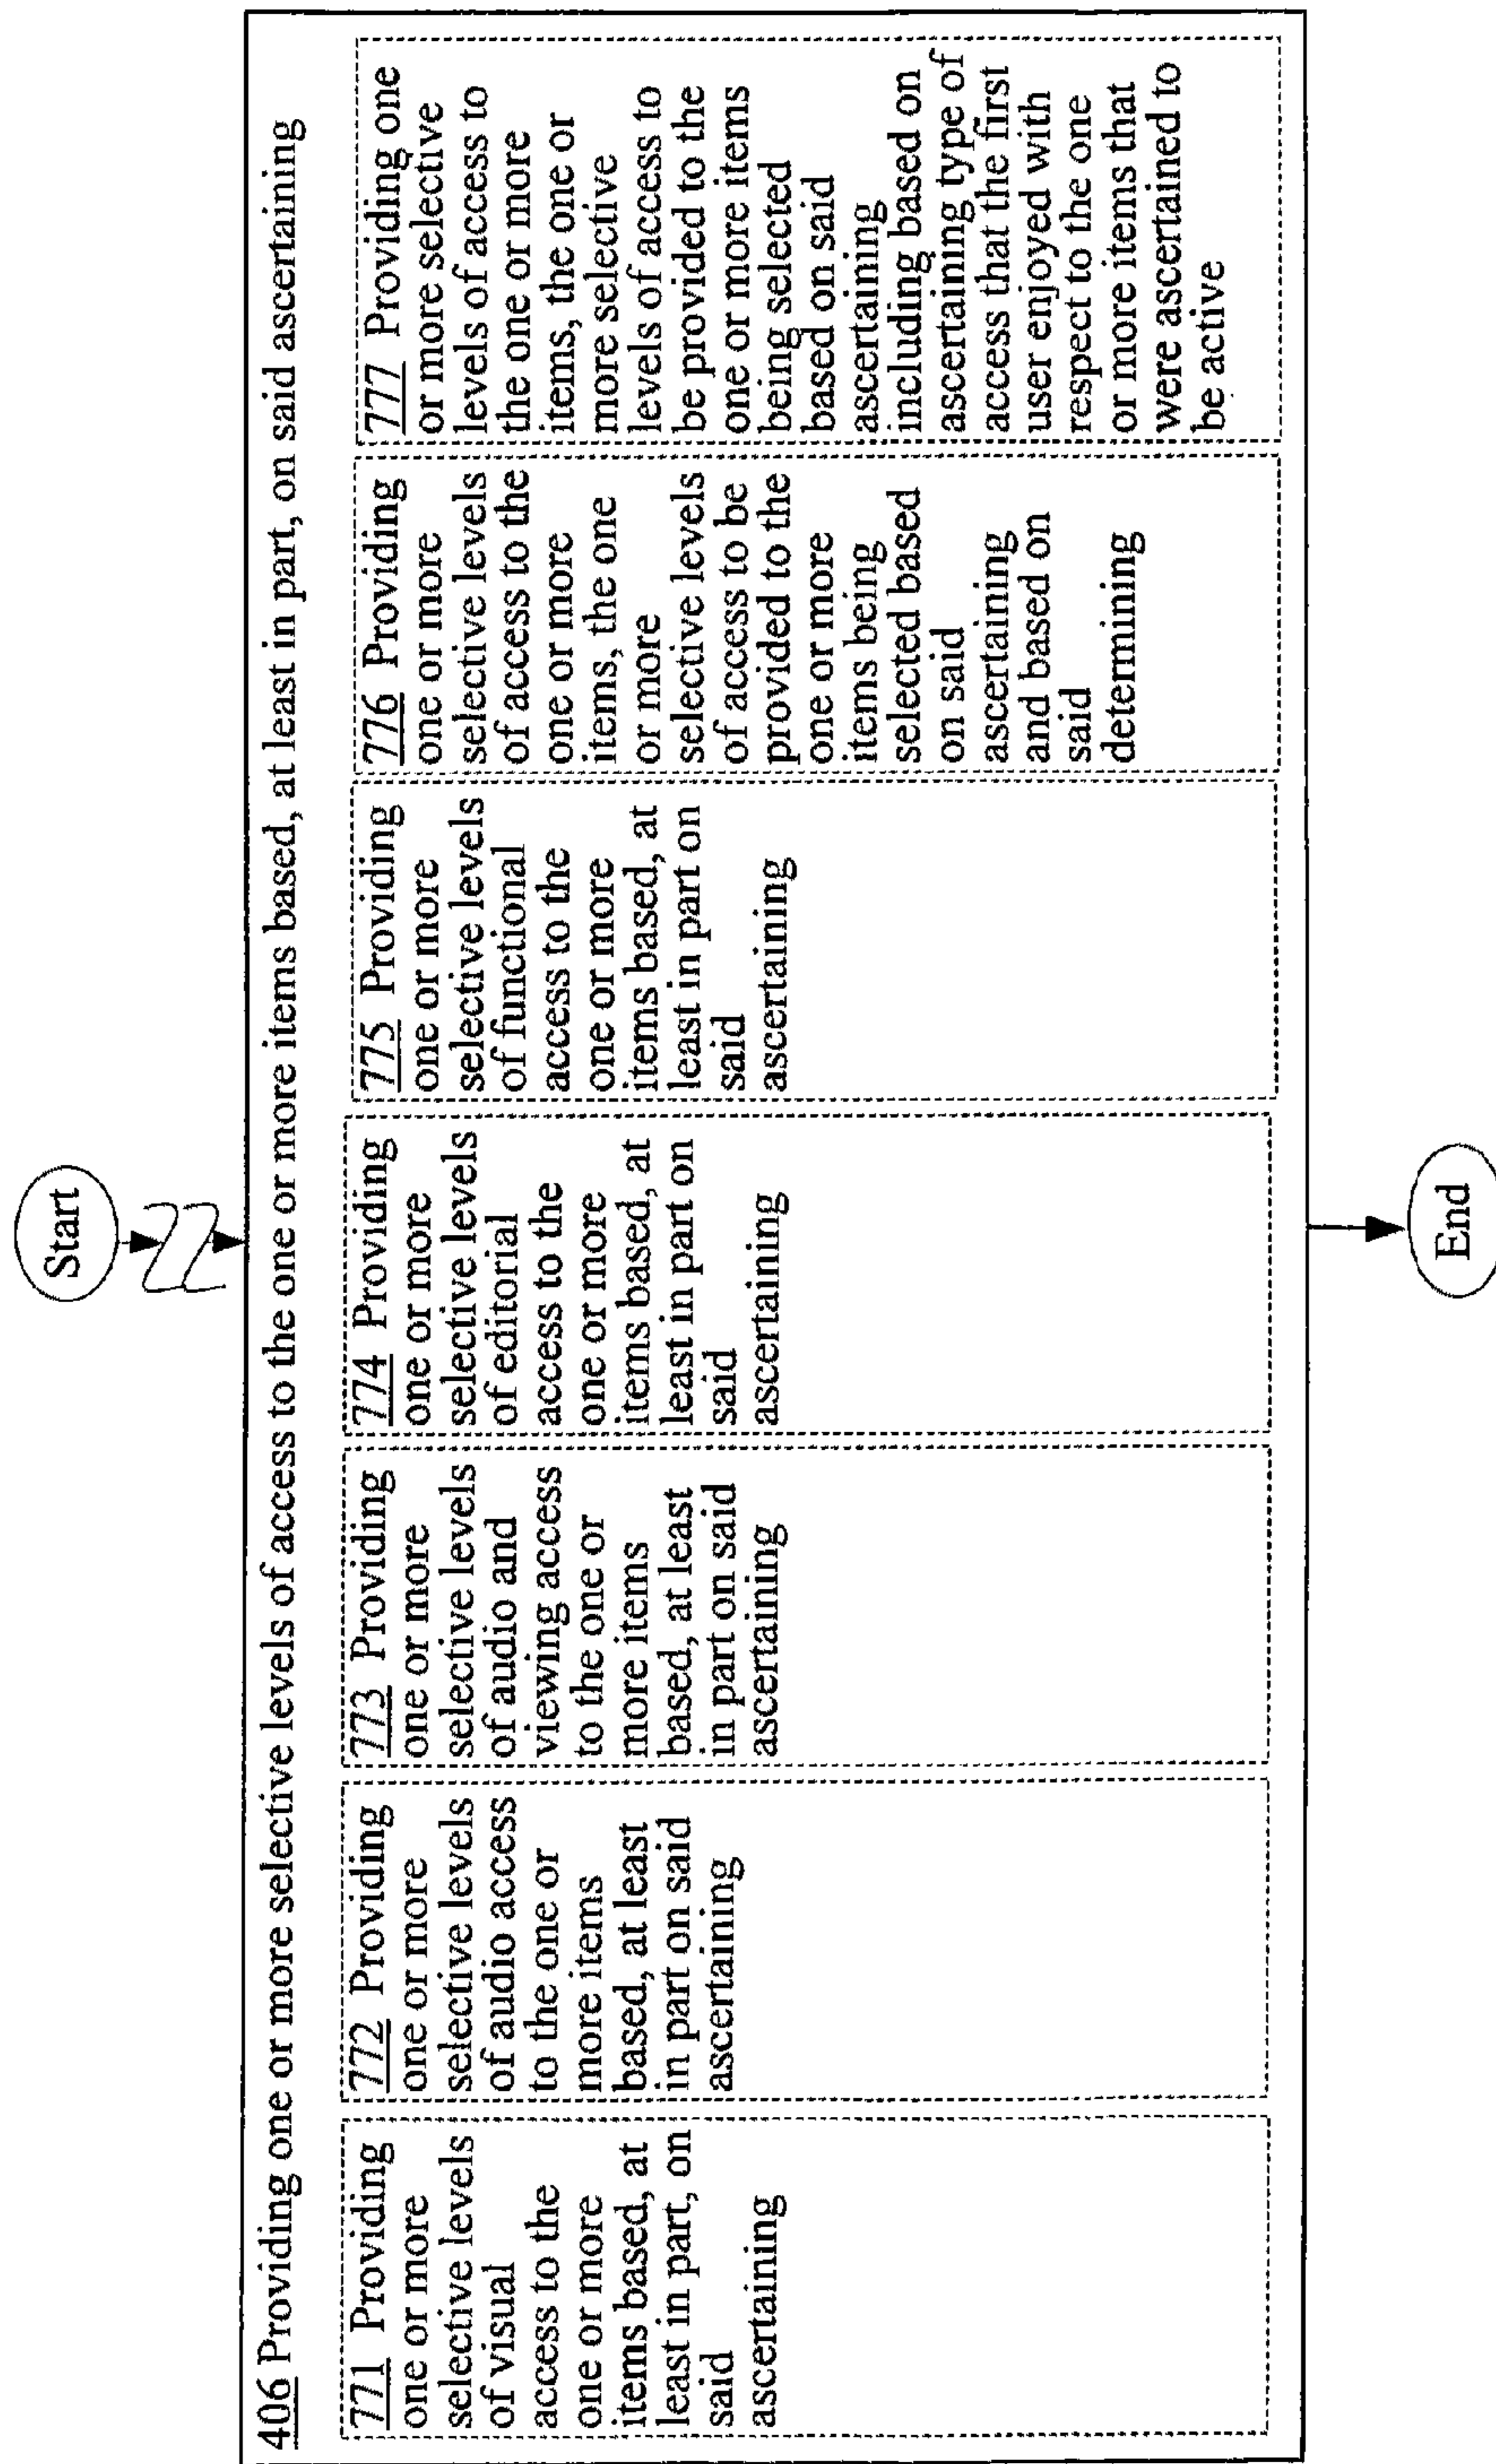 Start
406 Providing one or more selective levels of access to the one or more items based, at least in part, on said ascertaining
771 Providing
one or more
selective levels
of visual
access to the
one or more
items based, at
least in part, on
said
ascertaining
772 Providing
one or more
selective levels
of audio access
to the one or
more items
based, at least
in part on said
ascertaining
773 Providing
one or more
selective levels
of audio and
viewing access
to the one or
more items
based, at least
in part on said
ascertaining
774 Providing
one or more
selective levels
of editorial
access to the
one or more
items based, at
least in part on
said
ascertaining
775 Providing
one or more
selective levels
of functional
access to the
one or more
items based, at
least in part on
said
ascertaining
776 Providing
one or more
selective levels
of access to the
one or more
items, the one
or more
selective levels
of access to be
provided to the
one or more
items being
selected based
on said
ascertaining
and based on
said
determining
777 Providing one
or more selective
levels of access to
the one or more
items, the one or
more selective
levels of access to
be provided to the
one or more items
being selected
based on said
ascertaining
including based on
ascertaining type of
access that the first
user enjoyed with
respect to the one
or more items that
were ascertained to
be active
End